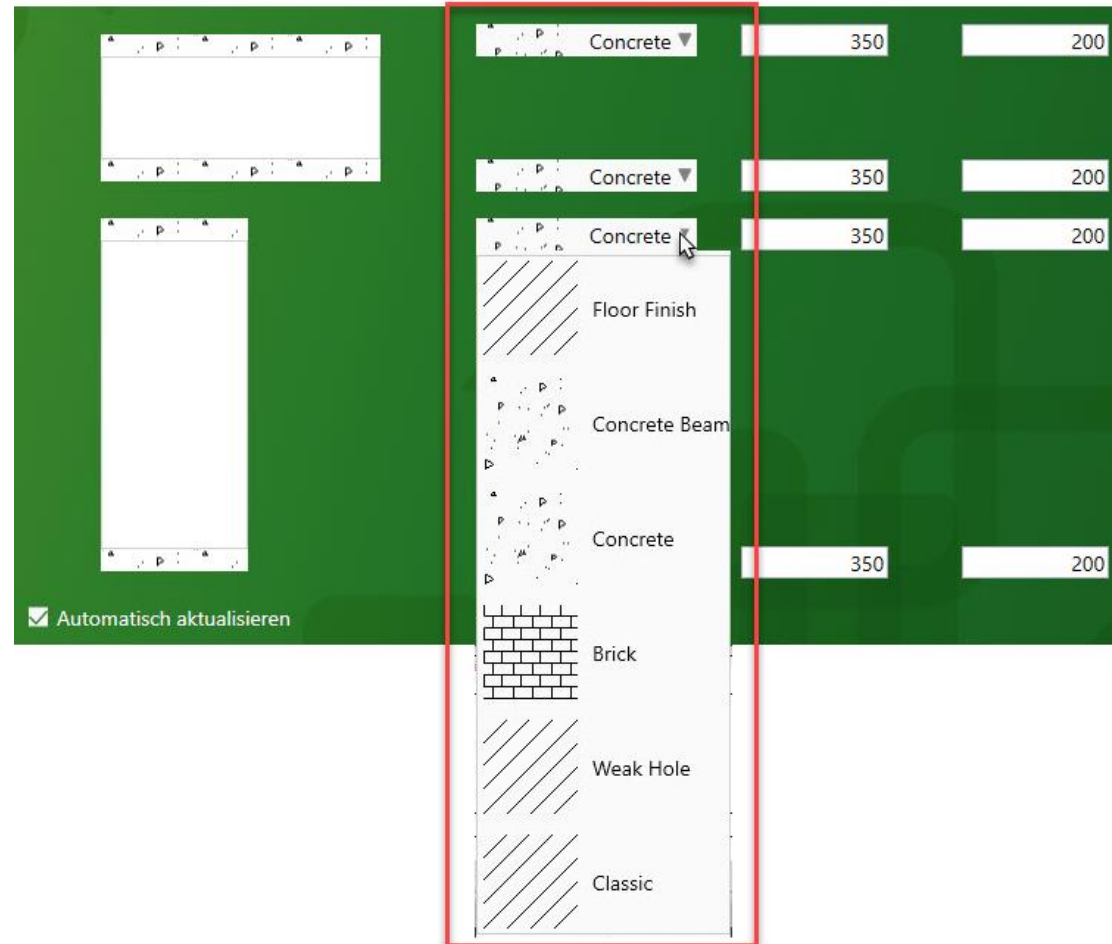 Concrete 350 200
Concrete 350 200
Concrete 350 200
Floor Finish
Concrete Beam
Concrete
350 200
Automatisch aktualisieren
Brick
Weak Hole
Classic